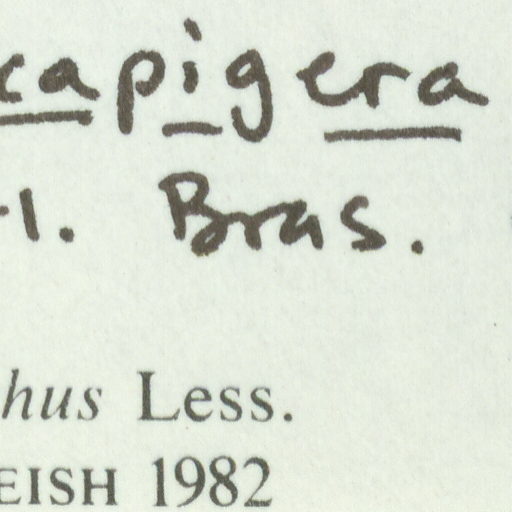 capigera
l. Bras.
hus Less.
EISH 1982